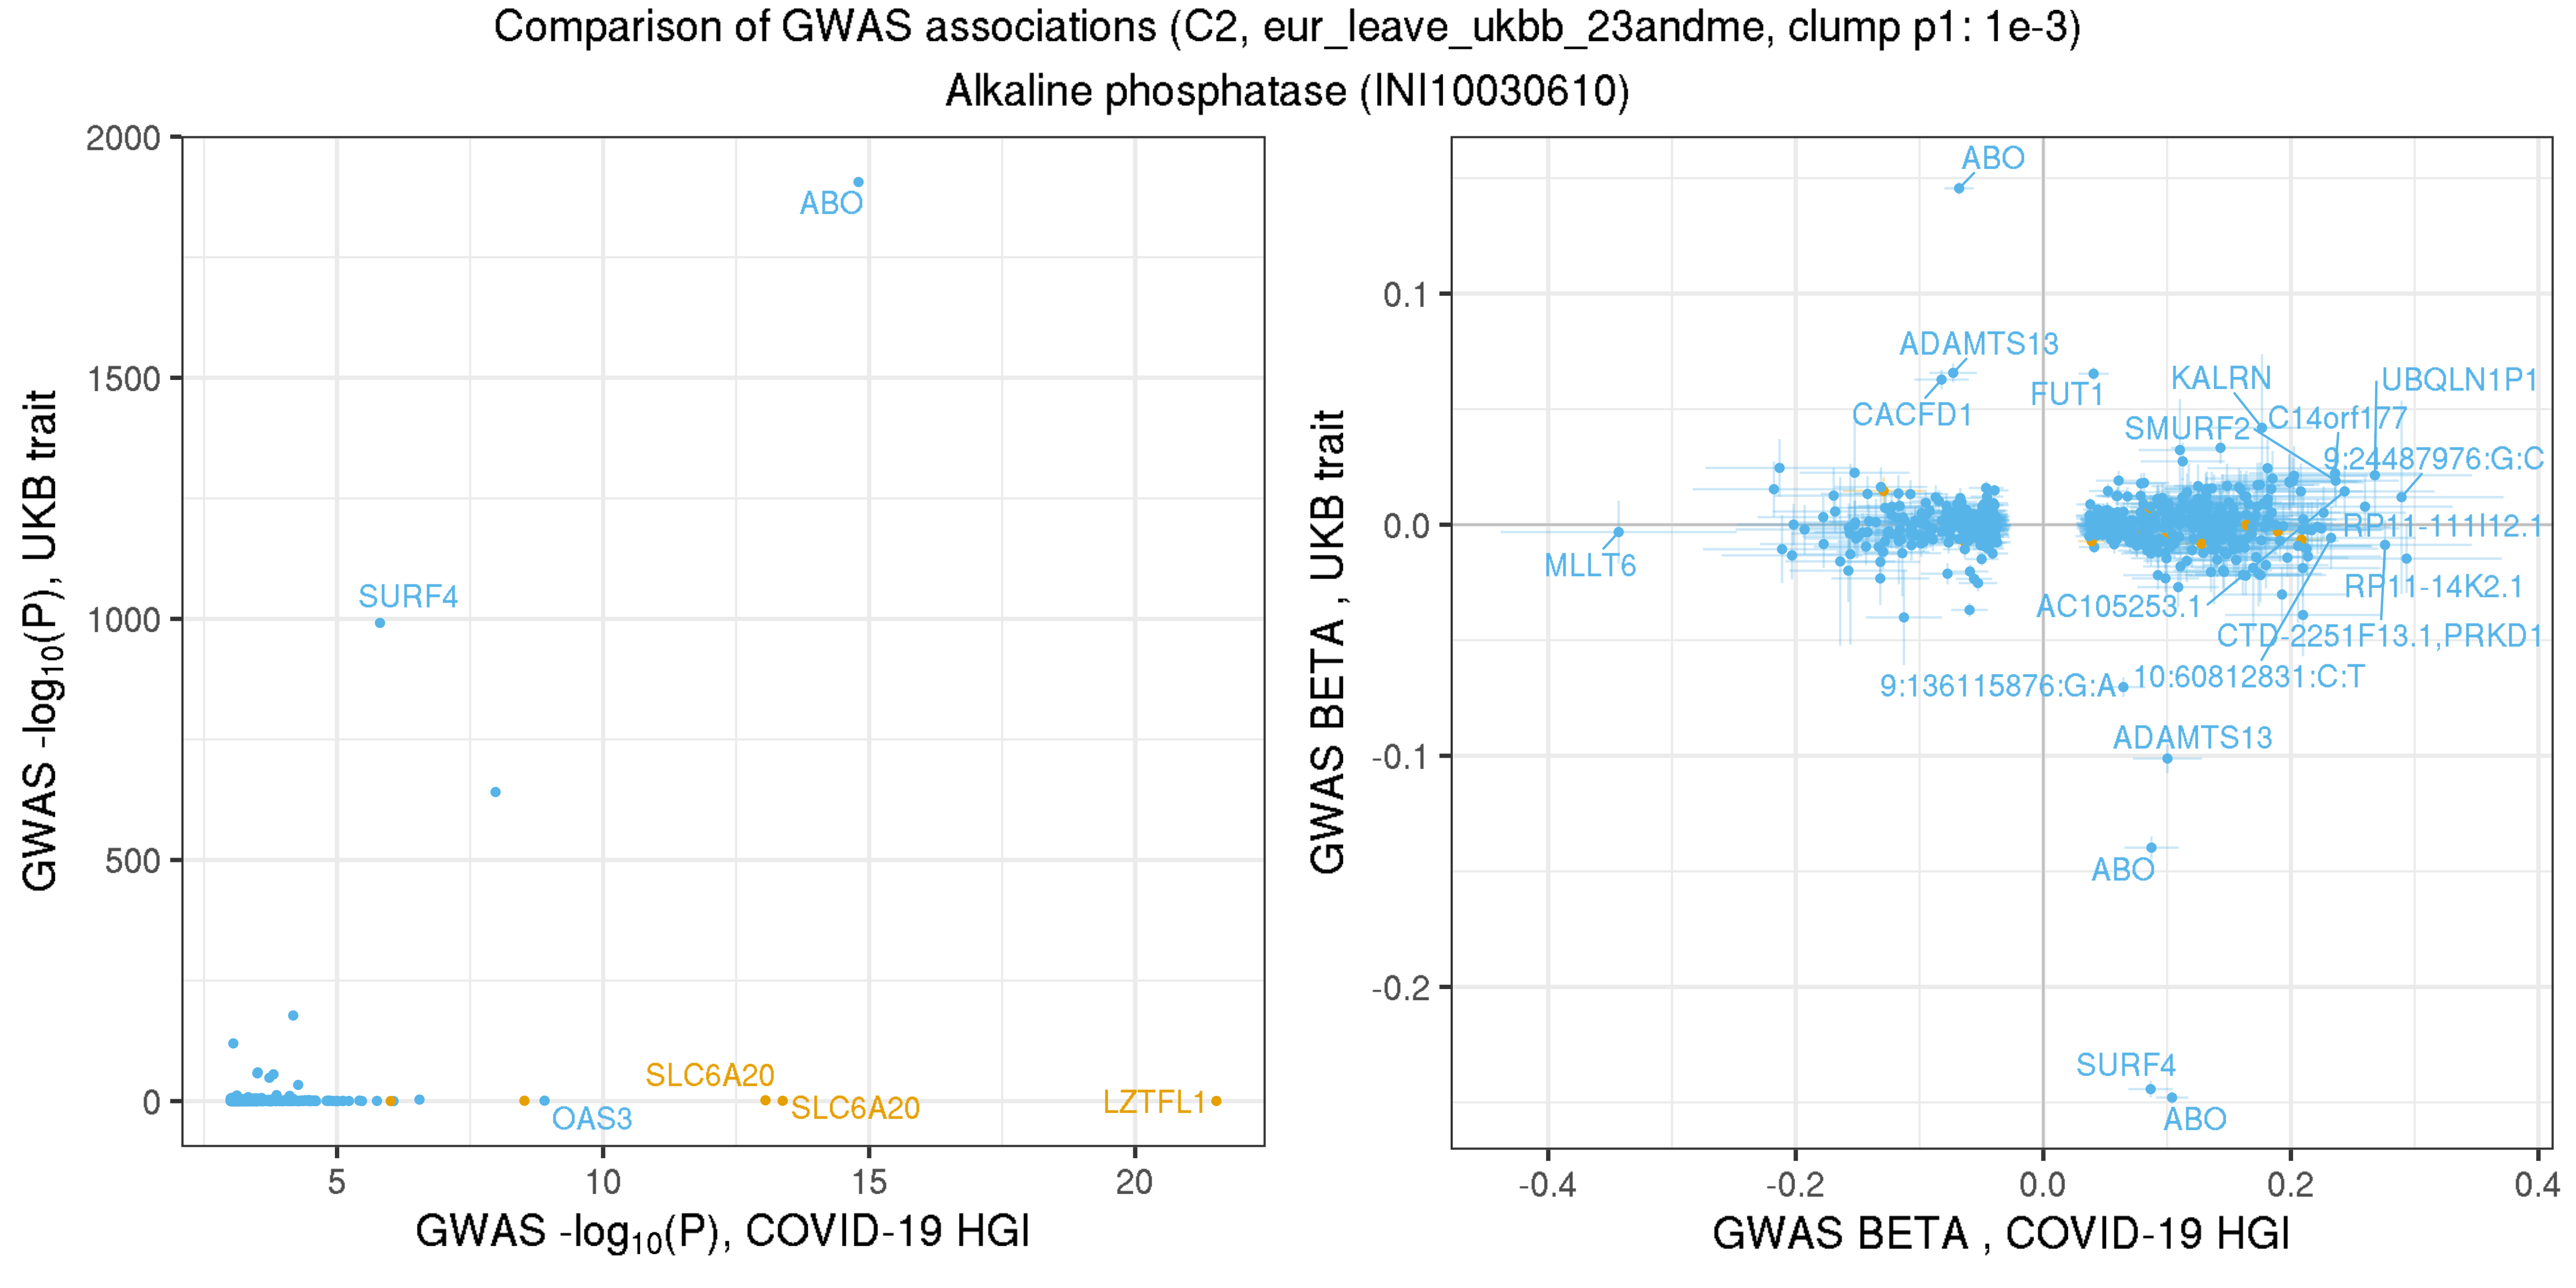 Comparison of GWAS associations (C2, eur_leave_ukbb_23andme, clump p1: 1e-3)
Alkaline phosphatase (INI10030610)
GWAS -log10(P), UKB trait
2000
1500
1000
500
0
ABO
SURF4
SLC6A20
SLC6A20
LZTFL1
OAS3
5
10
15
20
GWAS -log10(P), COVID-19 HGI
GWAS BETA , UKB trait
0.1
0.0
-0.1
-0.2
ABO
ADAMTS13
CACFD1
FUT1
KALRN
UBQLN1P1
SMURF2
C14orf177
9:24487976:G:C
MLLT6
RP11-111I12.1
RP11-14K2.1
AC105253.1
CTD-2251F13.1,PRKD1
10:60812831:C:T
9:136115876:G:A
ADAMTS13
ABO
SURF4
ABO
-0.4
-0.2
0.0
0.2
0.4
GWAS BETA , COVID-19 HGI